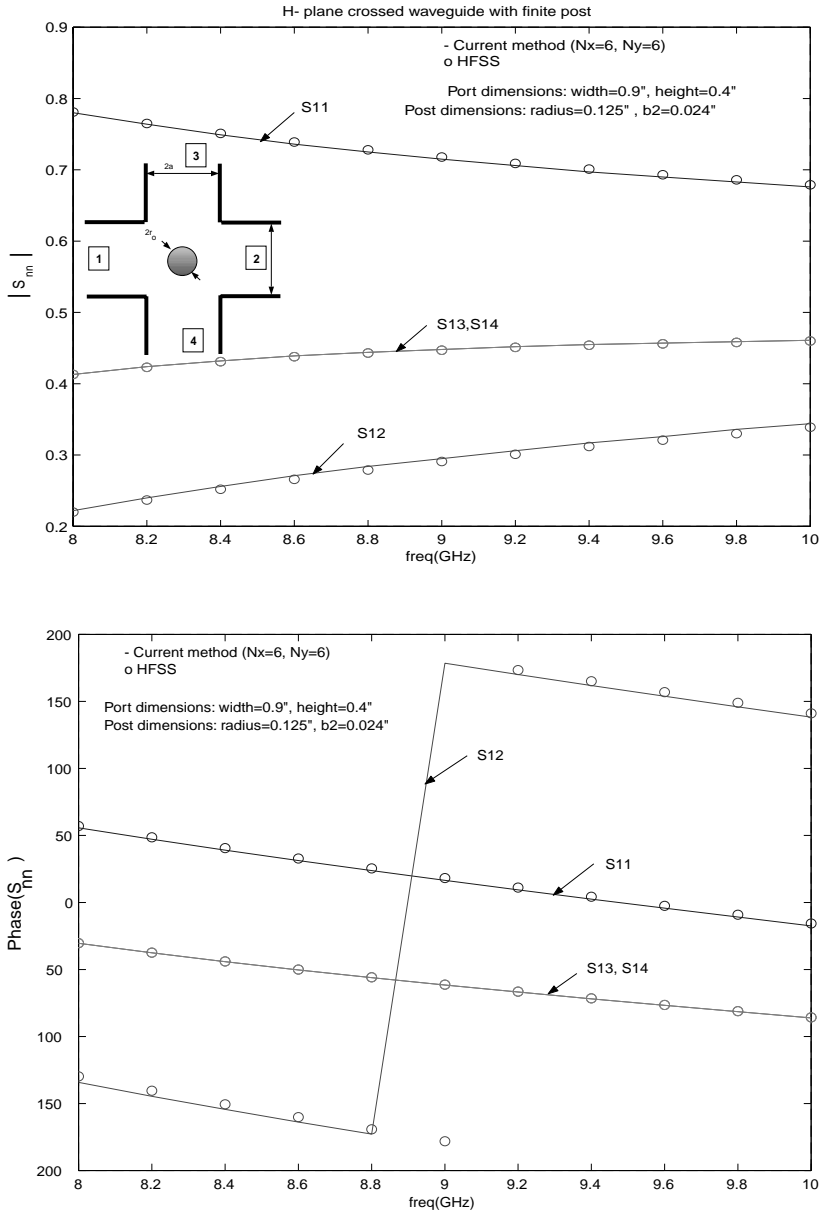 H- plane crossed waveguide with finite post
0.9
- Current method (Nx=6, Ny=6)
o HFSS
Port dimensions: width=0.9", height=0.4"
Post dimensions: radius=0.125" , b2=0.024"
0.8
S11
3
2a
0.7
2r
o
1
2
0.6
|S nn|
0.5
S13,S14
4
0.4
S12
0.3
0.2
8
8.2
8.4
8.6
8.8
9
9.2
9.4
9.6
9.8
10
freq(GHz)
200
- Current method (Nx=6, Ny=6)
o HFSS
150
Port dimensions: width=0.9", height=0.4"
Post dimensions: radius=0.125", b2=0.024"
S12
100
50
S11
Phase(S nn)
0
S13, S14
50
100
150
200
8
8.2
8.4
8.6
8.8
9
9.2
9.4
9.6
9.8
10
freq(GHz)